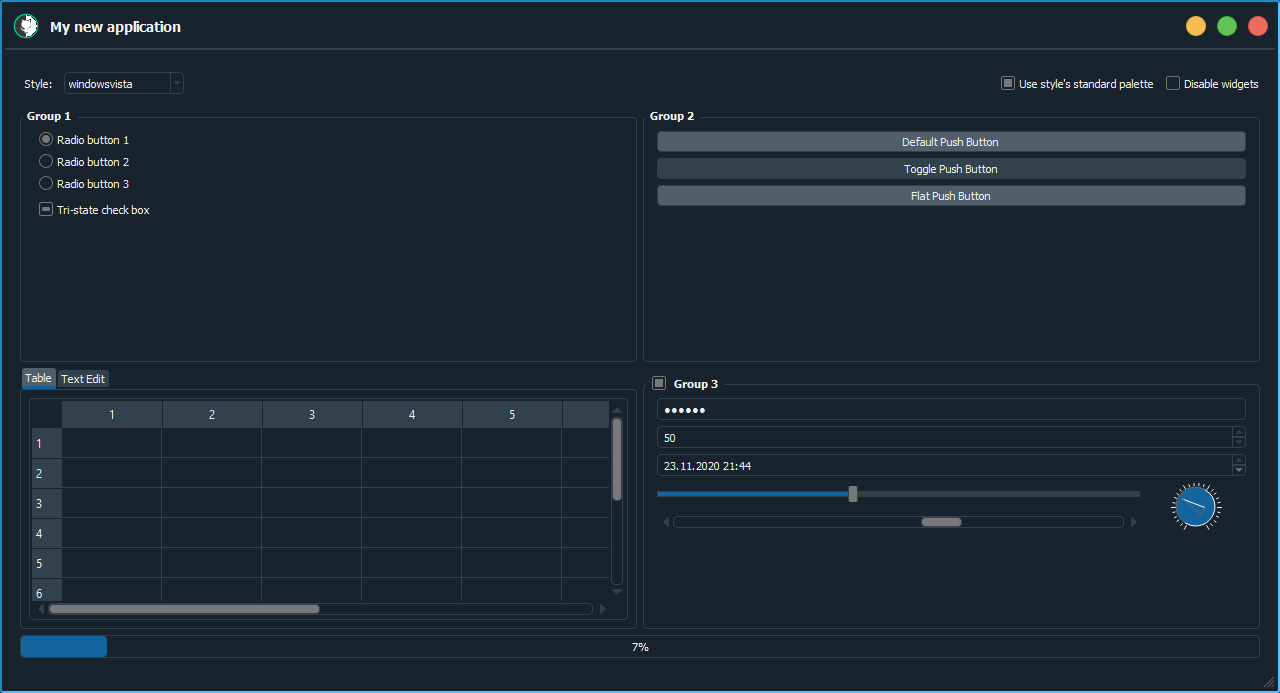 My new application
Style: windowsvista
Use style's standard palette
Disable widgets
Group 1
Radio button 1
Radio button 2
Radio button 3
Tri-state check box
Group 2
Default Push Button
Toggle Push Button
Flat Push Button
Table Text Edit
1 2 3 4 5
1
2
3
4
5
6
Group 3
●●●●●●
50
23.11.2020 21:44
7%